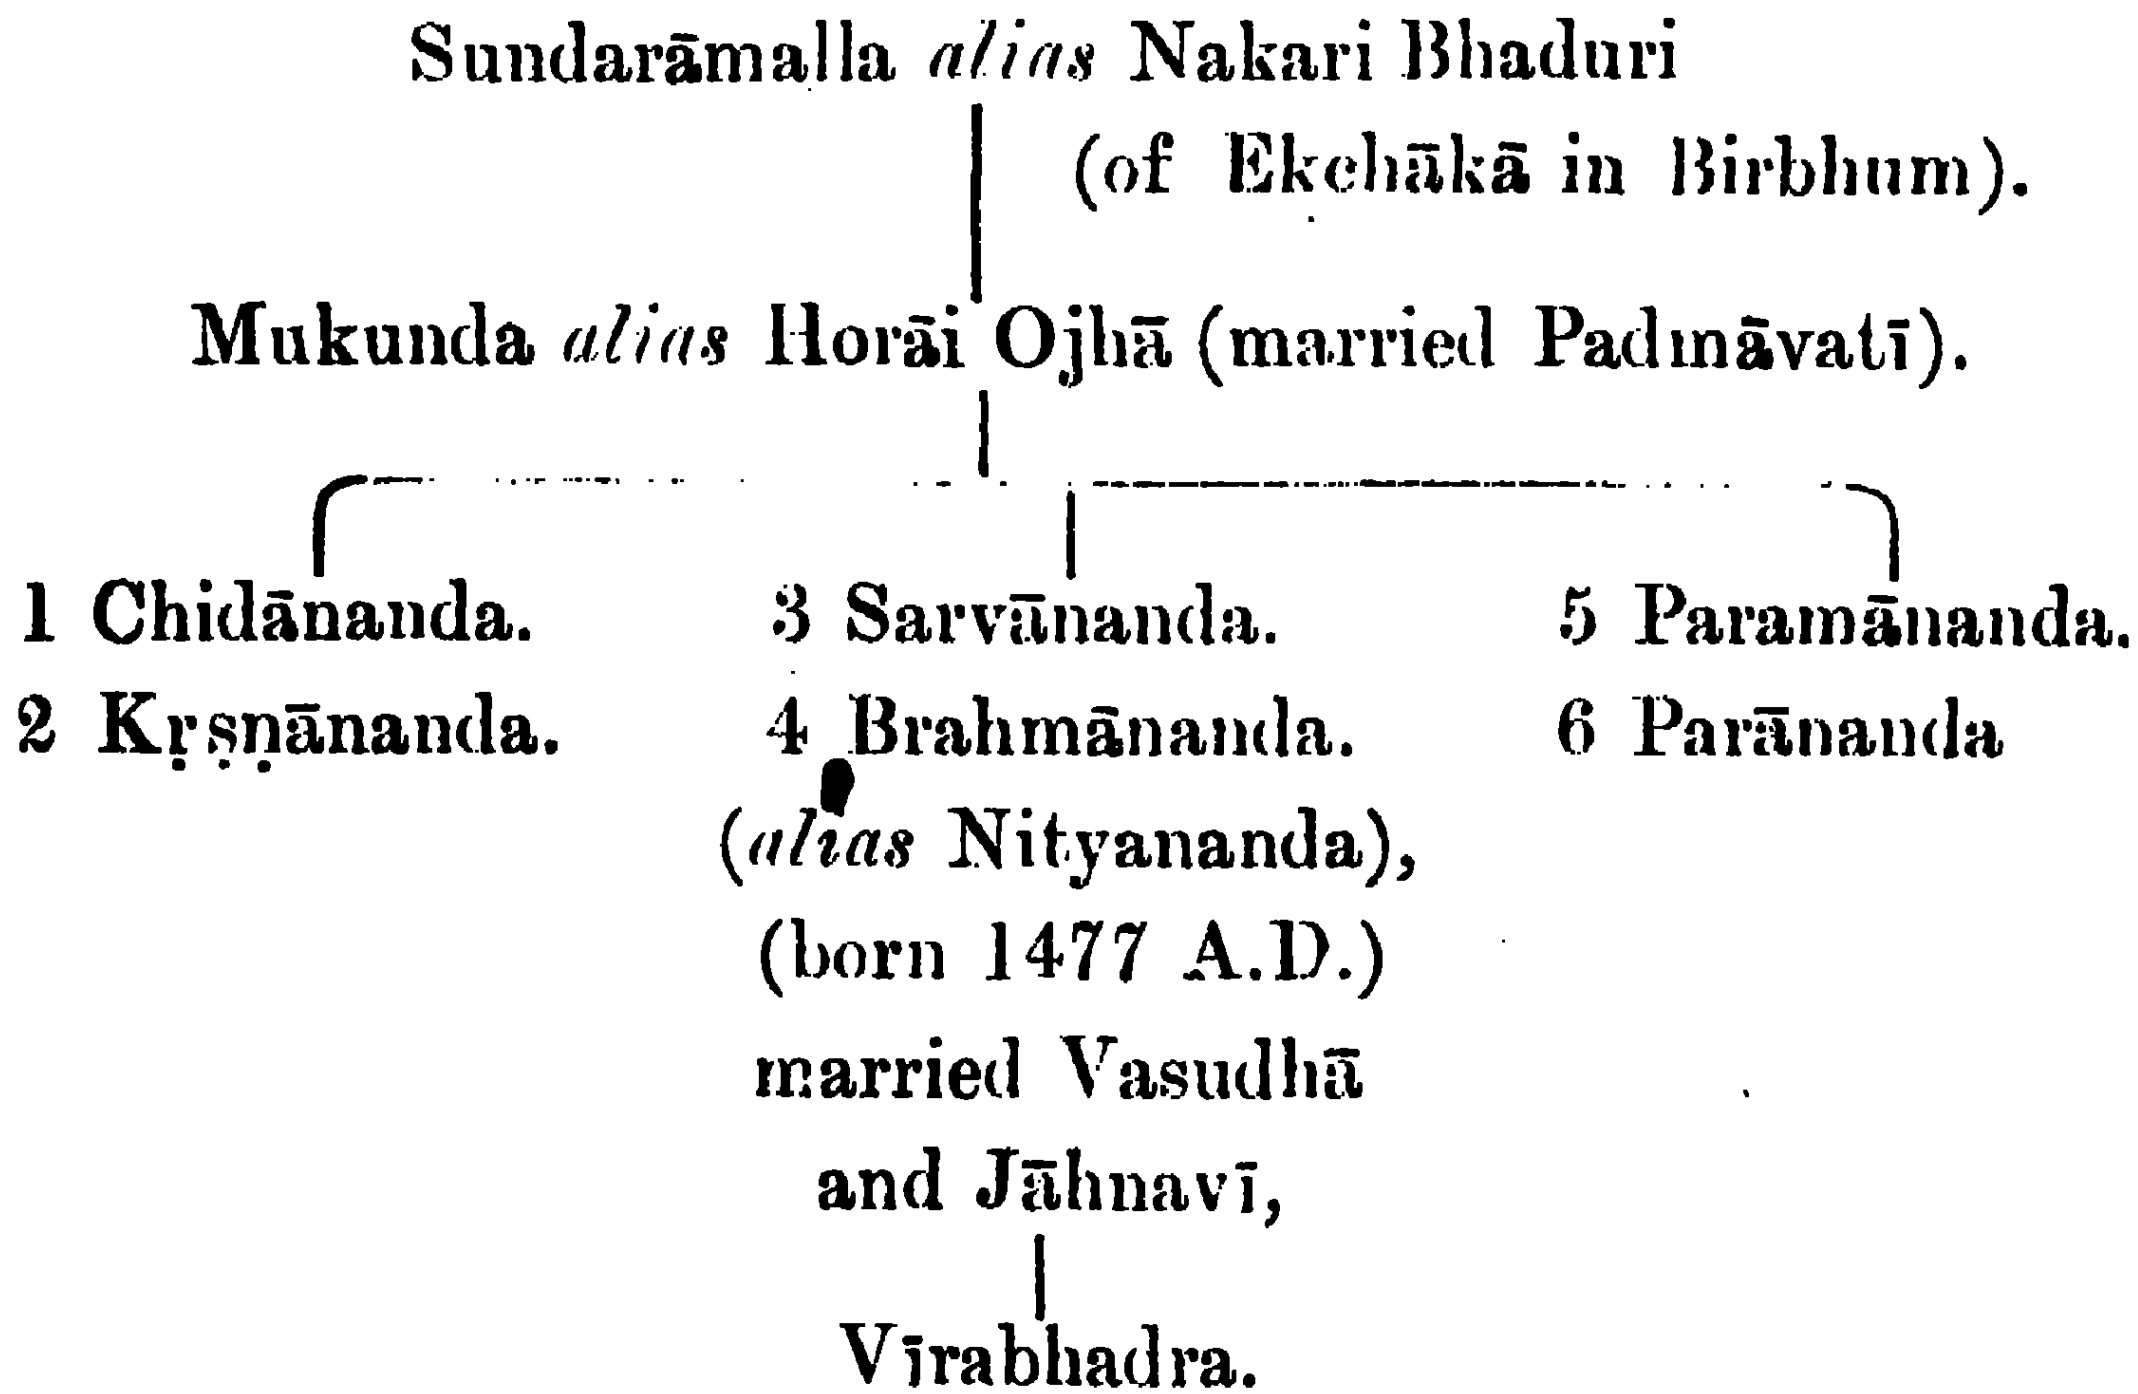 Sundarāmalla alias Nakari Bhaduri
(of Ekchākā in Birbhum).
Mukunda alias Horāi Ojhā (married Padmāvatī).
1 Chidānanda. 3 Sarvānanda. 5 Paramānanda.
2 Kṛṣṇānanda. 4 Brahmānanda. 6 Parānanda
(alias Nityananda),
(born 1477 A.D.)
married Vasudhā
and Jāhnavī,
Vīrabhadra.